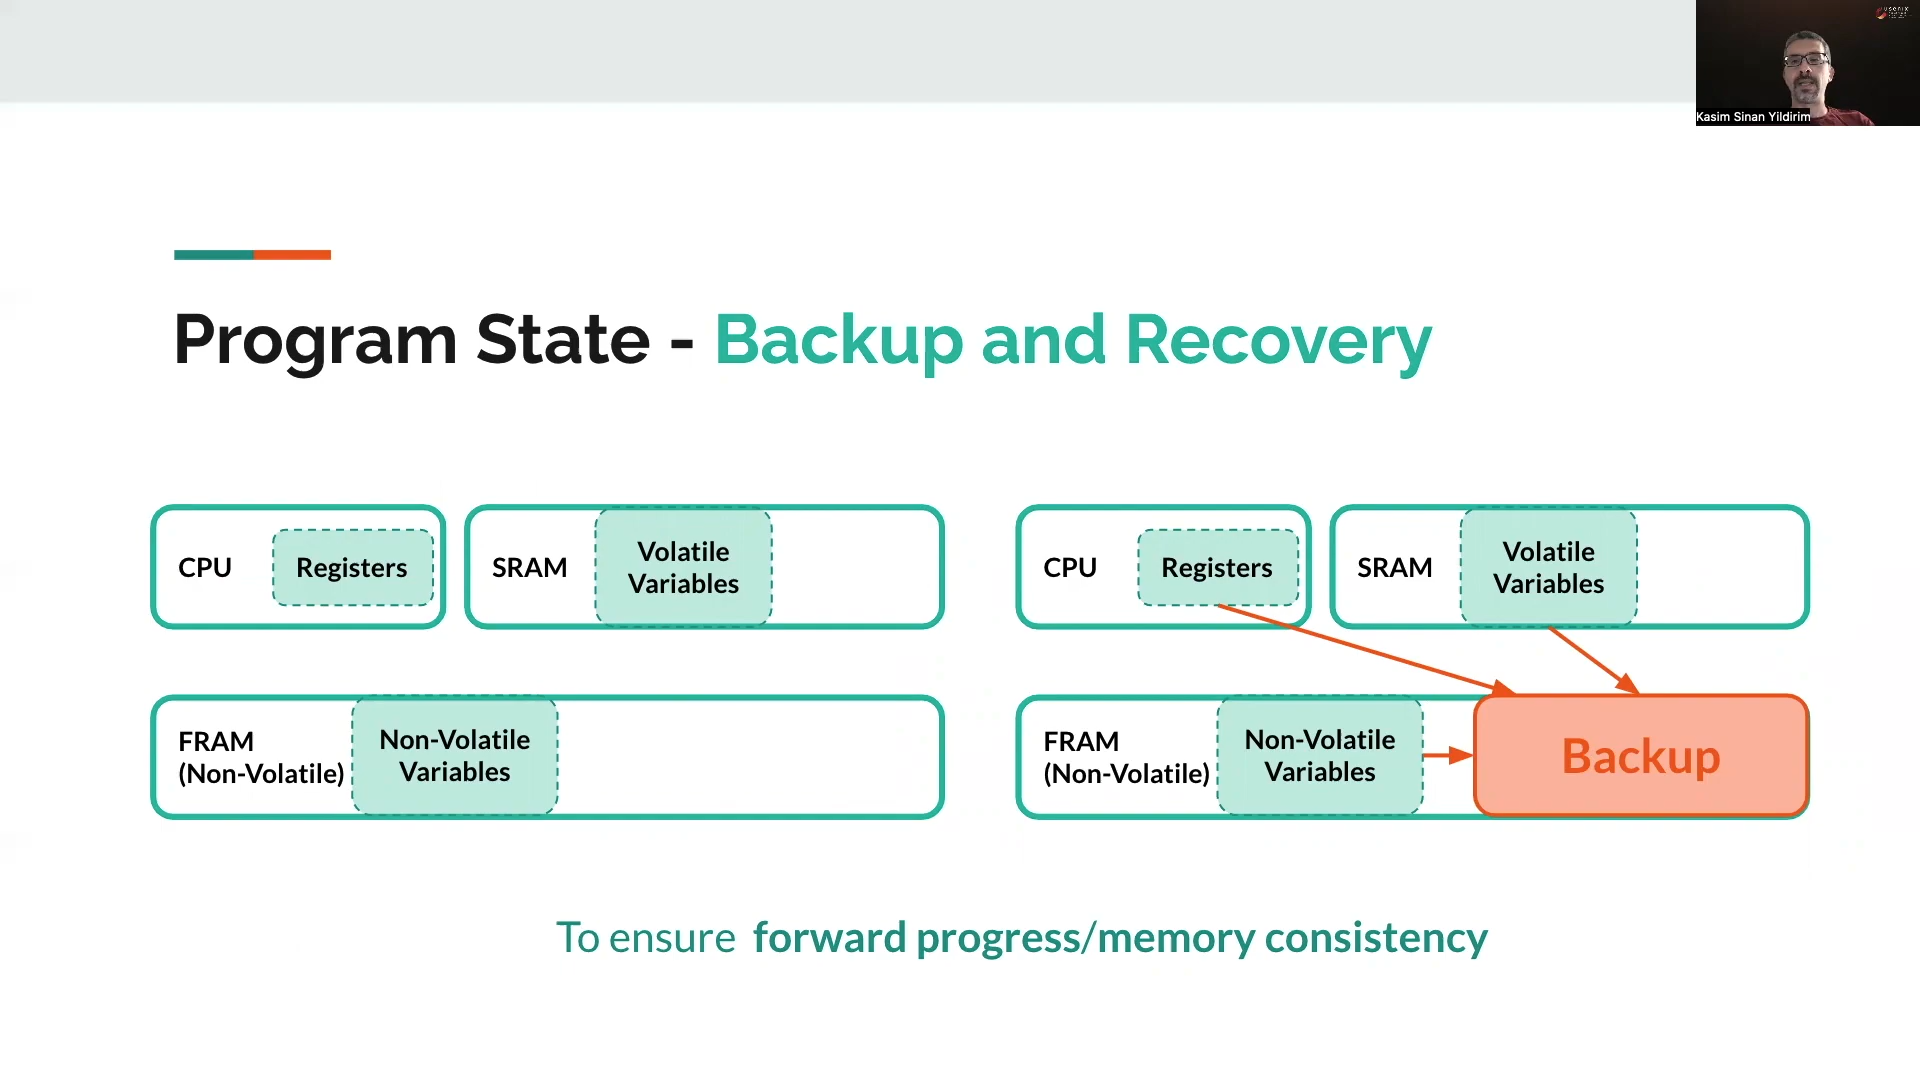 usenix
Kasim Sinan Yildirim
Program State - Backup and Recovery
CPU
Registers
SRAM
Volatile
Variables
FRAM
(Non-Volatile)
Non-Volatile
Variables
CPU
Registers
SRAM
Volatile
Variables
FRAM
(Non-Volatile)
Non-Volatile
Variables
Backup
To ensure forward progress/memory consistency